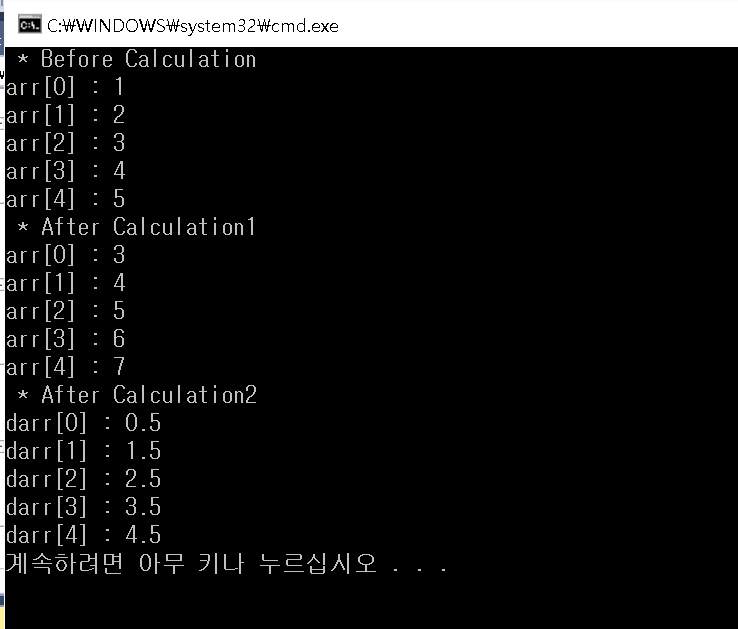 C:₩WINDOWS₩system32₩cmd.exe
* Before Calculation
arr[0] : 1
arr[1] : 2
arr[2] : 3
arr[3] : 4
arr[4] : 5
* After Calculation1
arr[0] : 3
arr[1] : 4
arr[2] : 5
arr[3] : 6
arr[4] : 7
* After Calculation2
darr[0] : 0.5
darr[1] : 1.5
darr[2] : 2.5
darr[3] : 3.5
darr[4] : 4.5
계속하려면 아무 키나 누르십시오 . . .